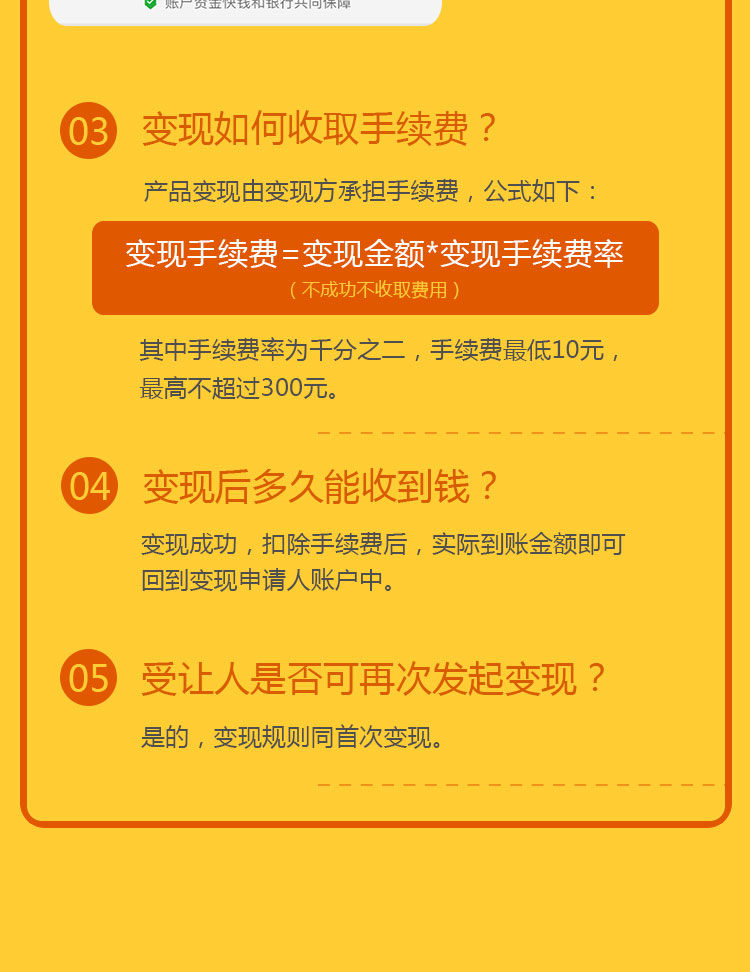 账户资金快钱和银行共同保障
03 变现如何收取手续费？
产品变现由变现方承担手续费，公式如下：
变现手续费=变现金额*变现手续费率
（不成功不收取费用）
其中手续费率为千分之二，手续费最低10元，
最高不超过300元。
04 变现后多久能收到钱？
变现成功，扣除手续费后，实际到账金额即可
回到变现申请人账户中。
05 受让人是否可再次发起变现？
是的，变现规则同首次变现。